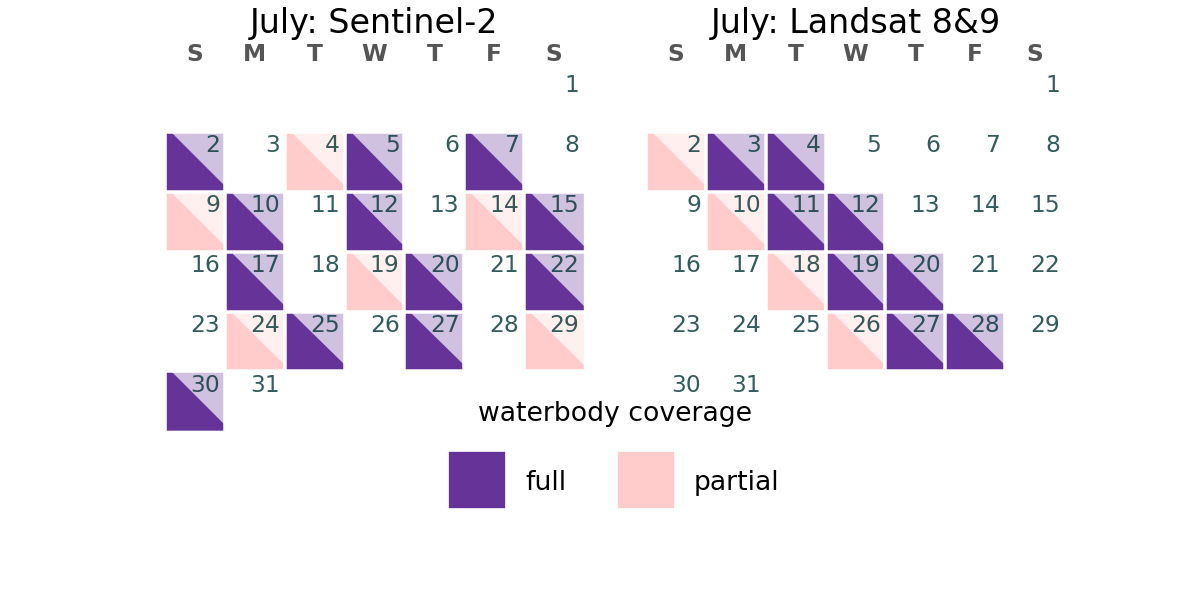 July: Sentinel-2
S M T W T F S
1
2 3 4 5 6 7 8
9 10 11 12 13 14 15
16 17 18 19 20 21 22
23 24 25 26 27 28 29
30 31
July: Landsat 8&9
S M T W T F S
1
2 3 4 5 6 7 8
9 10 11 12 13 14 15
16 17 18 19 20 21 22
23 24 25 26 27 28 29
30 31
waterbody coverage
full partial